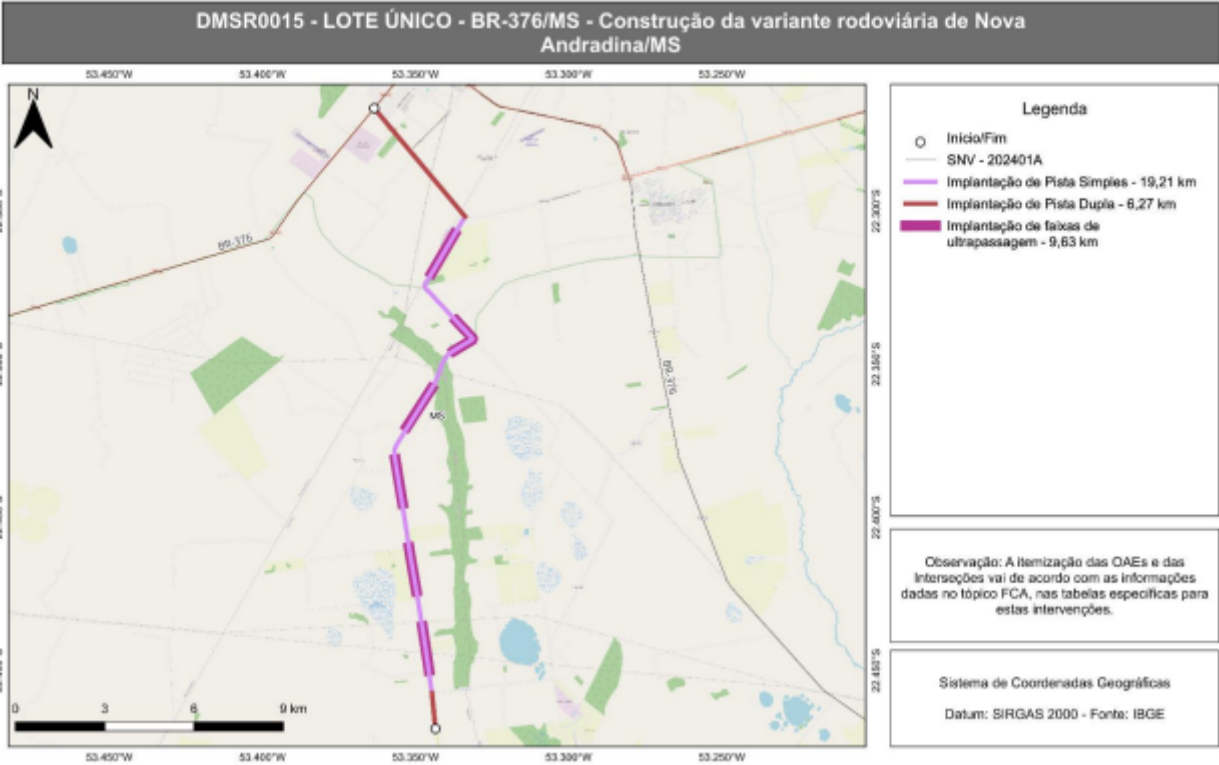 DMSR0015 - LOTE ÚNICO - BR-376/MS - Construção da variante rodoviária de Nova
Andradina/MS
53.450°W 53.400°W 53.350°W 53.300°W 53.250°W
N
BR-376
BR-376
MS
22.300°S
22.350°S
22.400°S
22.450°S
0 3 6 9 km
53.450°W 53.400°W 53.350°W 53.300°W 53.250°W
Legenda
Início/Fim
SNV - 202401A
Implantação de Pista Simples - 19,21 km
Implantação de Pista Dupla - 6,27 km
Implantação de faixas de
ultrapassagem - 9,63 km
Observação: A itemização das OAEs e das
Interseções vai de acordo com as informações
dadas no tópico FCA, nas tabelas específicas para
estas intervenções.
Sistema de Coordenadas Geográficas
Datum: SIRGAS 2000 - Fonte: IBGE